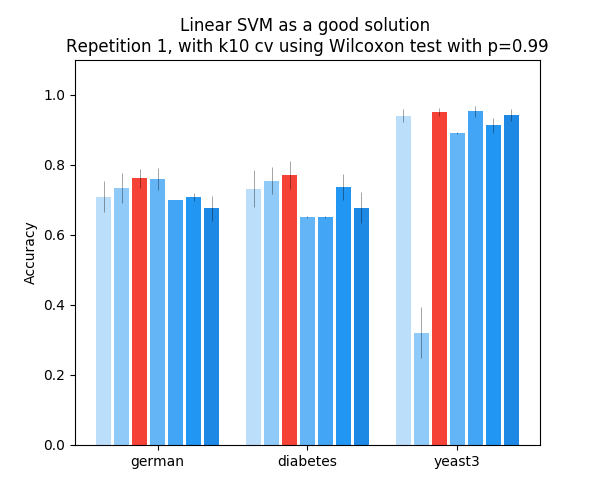 Linear SVM as a good solution
Repetition 1, with k10 cv using Wilcoxon test with p=0.99
Accuracy
1.0
0.8
0.6
0.4
0.2
0.0
german
diabetes
yeast3